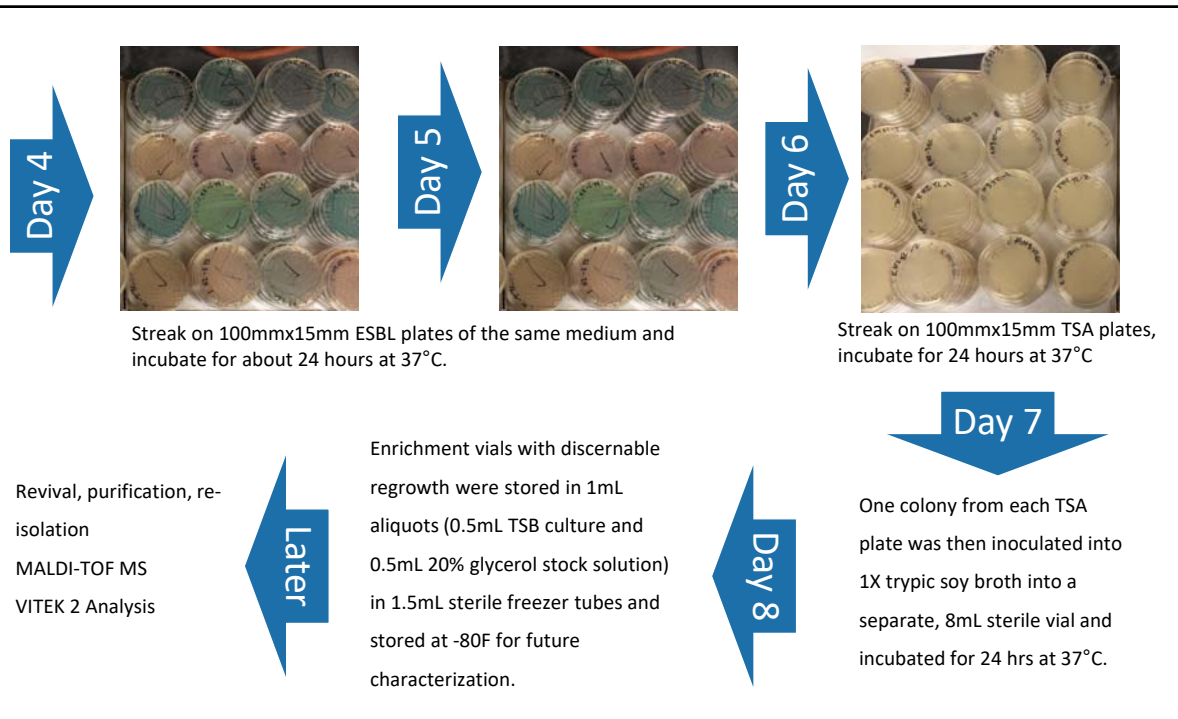 Day 4
Day 5
Day 6
Streak on 100mmx15mm ESBL plates of the same medium and
incubate for about 24 hours at 37°C.
Streak on 100mmx15mm TSA plates,
incubate for 24 hours at 37°C
Day 7
One colony from each TSA
plate was then inoculated into
1X trypic soy broth into a
separate, 8mL sterile vial and
incubated for 24 hrs at 37°C.
Day 8
Enrichment vials with discernable
regrowth were stored in 1mL
aliquots (0.5mL TSB culture and
0.5mL 20% glycerol stock solution)
in 1.5mL sterile freezer tubes and
stored at -80F for future
characterization.
Later
Revival, purification, re-
isolation
MALDI-TOF MS
VITEK 2 Analysis